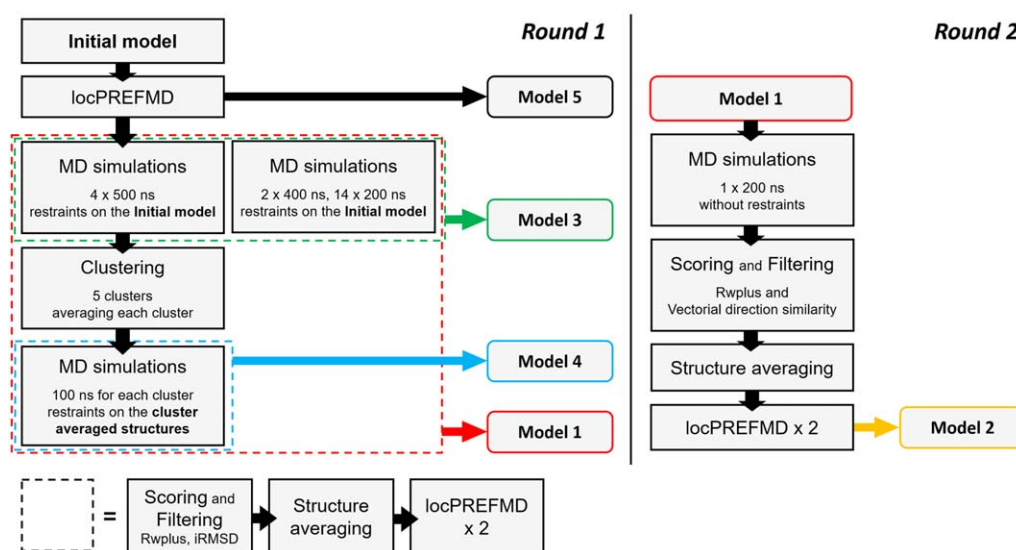 Round 1
Initial model
locPREFMD
Model 5
MD simulations
4 x 500 ns
restraints on the Initial model
MD simulations
2 x 400 ns, 14 x 200 ns
restraints on the Initial model
Model 3
Clustering
5 clusters
averaging each cluster
MD simulations
100 ns for each cluster
restraints on the cluster
averaged structures
Model 4
Model 1
=
Scoring and
Filtering
Rwplus, iRMSD
Structure
averaging
locPREFMD
x 2
Round 2
Model 1
MD simulations
1 x 200 ns
without restraints
Scoring and Filtering
Rwplus and
Vectorial direction similarity
Structure averaging
locPREFMD x 2
Model 2